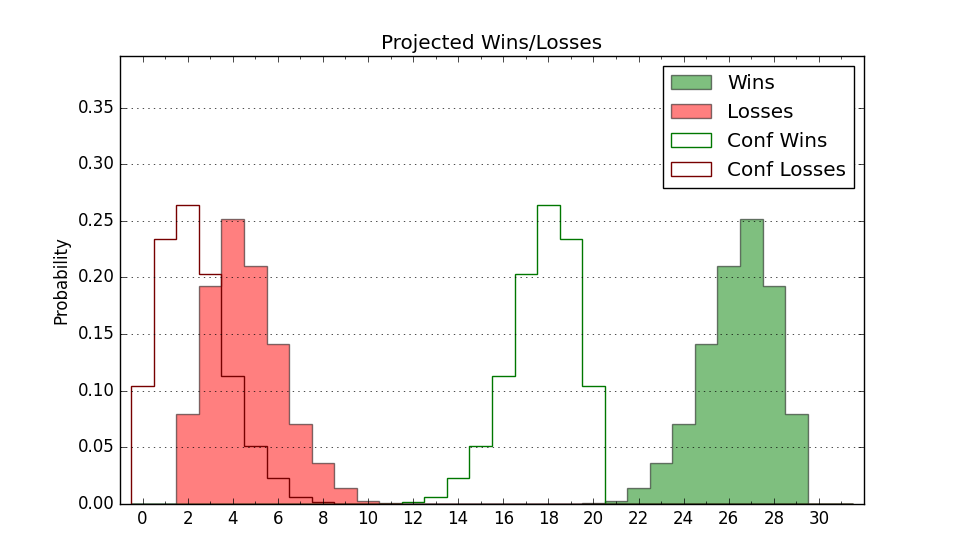 Projected Wins/Losses
Wins
Losses
Conf Wins
Conf Losses
Probability
0.35
0.30
0.25
0.20
0.15
0.10
0.05
0.00
0 2 4 6 8 10 12 14 16 18 20 22 24 26 28 30